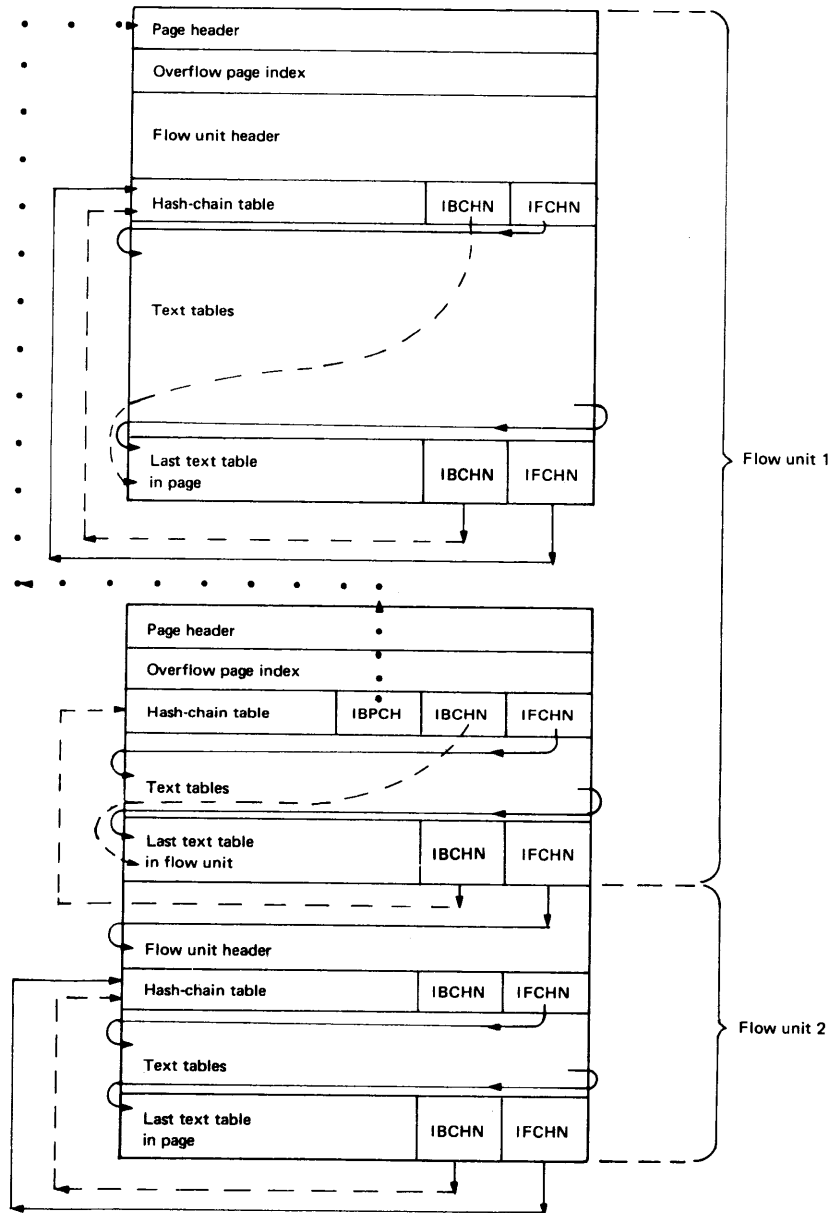 Page header
Overflow page index
Flow unit header
Hash-chain table
IBCHN
IFCHN
Text tables
Last text table
in page
IBCHN
IFCHN
Flow unit 1
Page header
Overflow page index
Hash-chain table
IBPCH
IBCHN
IFCHN
Text tables
Last text table
in flow unit
IBCHN
IFCHN
Flow unit header
Hash-chain table
IBCHN
IFCHN
Flow unit 2
Text tables
Last text table
in page
IBCHN
IFCHN